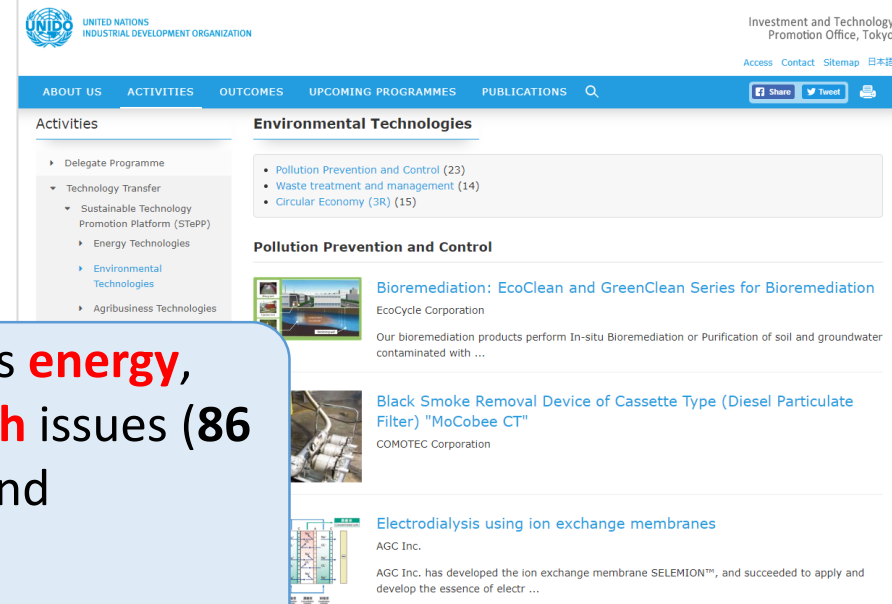 UNIDO
UNITED NATIONS
INDUSTRIAL DEVELOPMENT ORGANIZATION
Investment and Technology
Promotion Office, Tokyo
Access Contact Sitemap 日本語
ABOUT US ACTIVITIES OUTCOMES UPCOMING PROGRAMMES PUBLICATIONS
Share Tweet
Activities
Delegate Programme
Technology Transfer
Sustainable Technology
Promotion Platform (STePP)
Energy Technologies
Environmental
Technologies
Agribusiness Technologies
Environmental Technologies
Pollution Prevention and Control (23)
Waste treatment and management (14)
Circular Economy (3R) (15)
Pollution Prevention and Control
Bioremediation: EcoClean and GreenClean Series for Bioremediation
EcoCycle Corporation
Our bioremediation products perform In-situ Bioremediation or Purification of soil and groundwater
contaminated with ...
Black Smoke Removal Device of Cassette Type (Diesel Particulate
Filter) "MoCobee CT"
COMOTEC Corporation
Electrodialysis using ion exchange membranes
AGC Inc.
AGC Inc. has developed the ion exchange membrane SELEMION™, and succeeded to apply and
develop the essence of electr ...
s energy,
h issues (86
nd